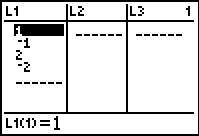 L1 L2 L3 1
1 ------ ------
-1
2
-2
------
L1(1)=1